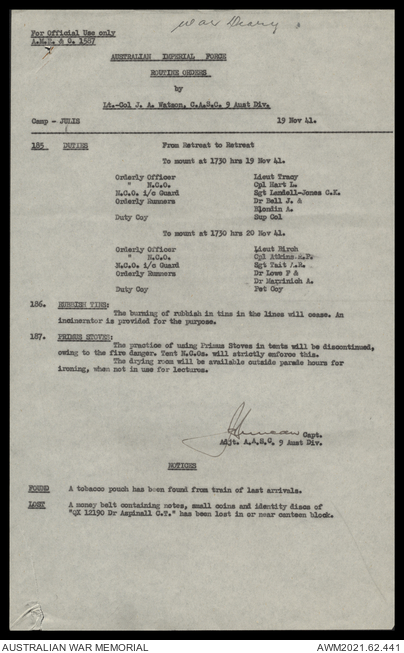 War Diary
For Official Use only
A.M.F. & G. 1587
AUSTRALIAN IMPERIAL FORCE
ROUTINE ORDERS
by
Lt.-Col J. A. Watson, C.A.S.C. 9 Aust Div.
Camp - JULIS 19 Nov 41.
185 DUTIES From Retreat to Retreat
To mount at 1730 hrs 19 Nov 41.
Orderly Officer Lieut Tracy
" N.C.O. Cpl Hart L.
N.C.O. i/c Guard Sgt Lendell-Jones C.K.
Orderly Runners Dr Bell J. &
Blondin A.
Duty Coy Sup Col
To mount at 1730 hrs 20 Nov 41.
Orderly Officer Lieut Birch
" N.C.O. Cpl Atkins
N.C.O. i/c Guard Sgt Tait A.R.
Orderly Runners Dr Lowe F &
Dr Marrinich A.
Duty Coy Pet Coy
186. RUBBISH TINS:
The burning of rubbish in tins in the lines will cease. An
incinerator is provided for the purpose.
187. PRIMUS STOVES:
The practice of using Primus Stoves in tents will be discontinued,
owing to the fire danger. Tent N.C.Os. will strictly enforce this.
The drying room will be available outside parade hours for
ironing, when not in use for lectures.
Capt.
Adjt. A.A.S.C. 9 Aust Div.
NOTICES
FOUND A tobacco pouch has been found from train of last arrivals.
LOST A money belt containing notes, small coins and identity discs of
"QX 12190 Dr Aspinall C.T." has been lost in or near canteen block.
AUSTRALIAN WAR MEMORIAL AWM2021.62.441